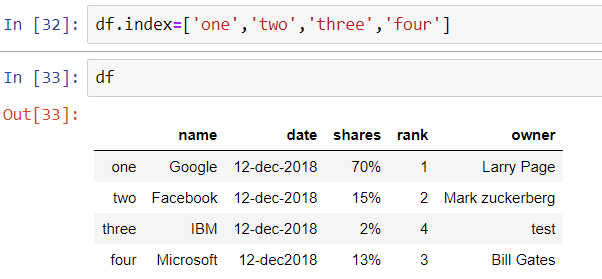 In [32]: df.index=['one','two','three','four']
In [33]: df
Out[33]:
name date shares rank owner
one Google 12-dec-2018 70% 1 Larry Page
two Facebook 12-dec-2018 15% 2 Mark zuckerberg
three IBM 12-dec-2018 2% 4 test
four Microsoft 12-dec2018 13% 3 Bill Gates